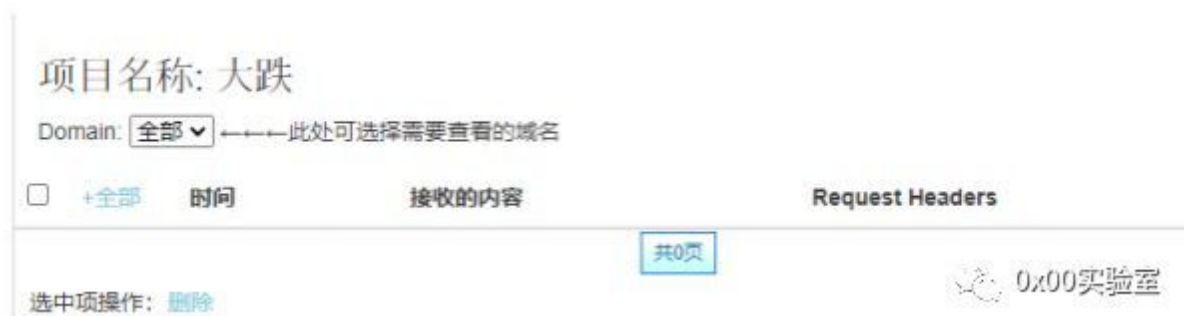 项目名称: 大跌
Domain: 全部 ←←←此处可选择需要查看的域名
+全部 时间 接收的内容 Request Headers
共0页
0x00实验室
选中项操作: 删除